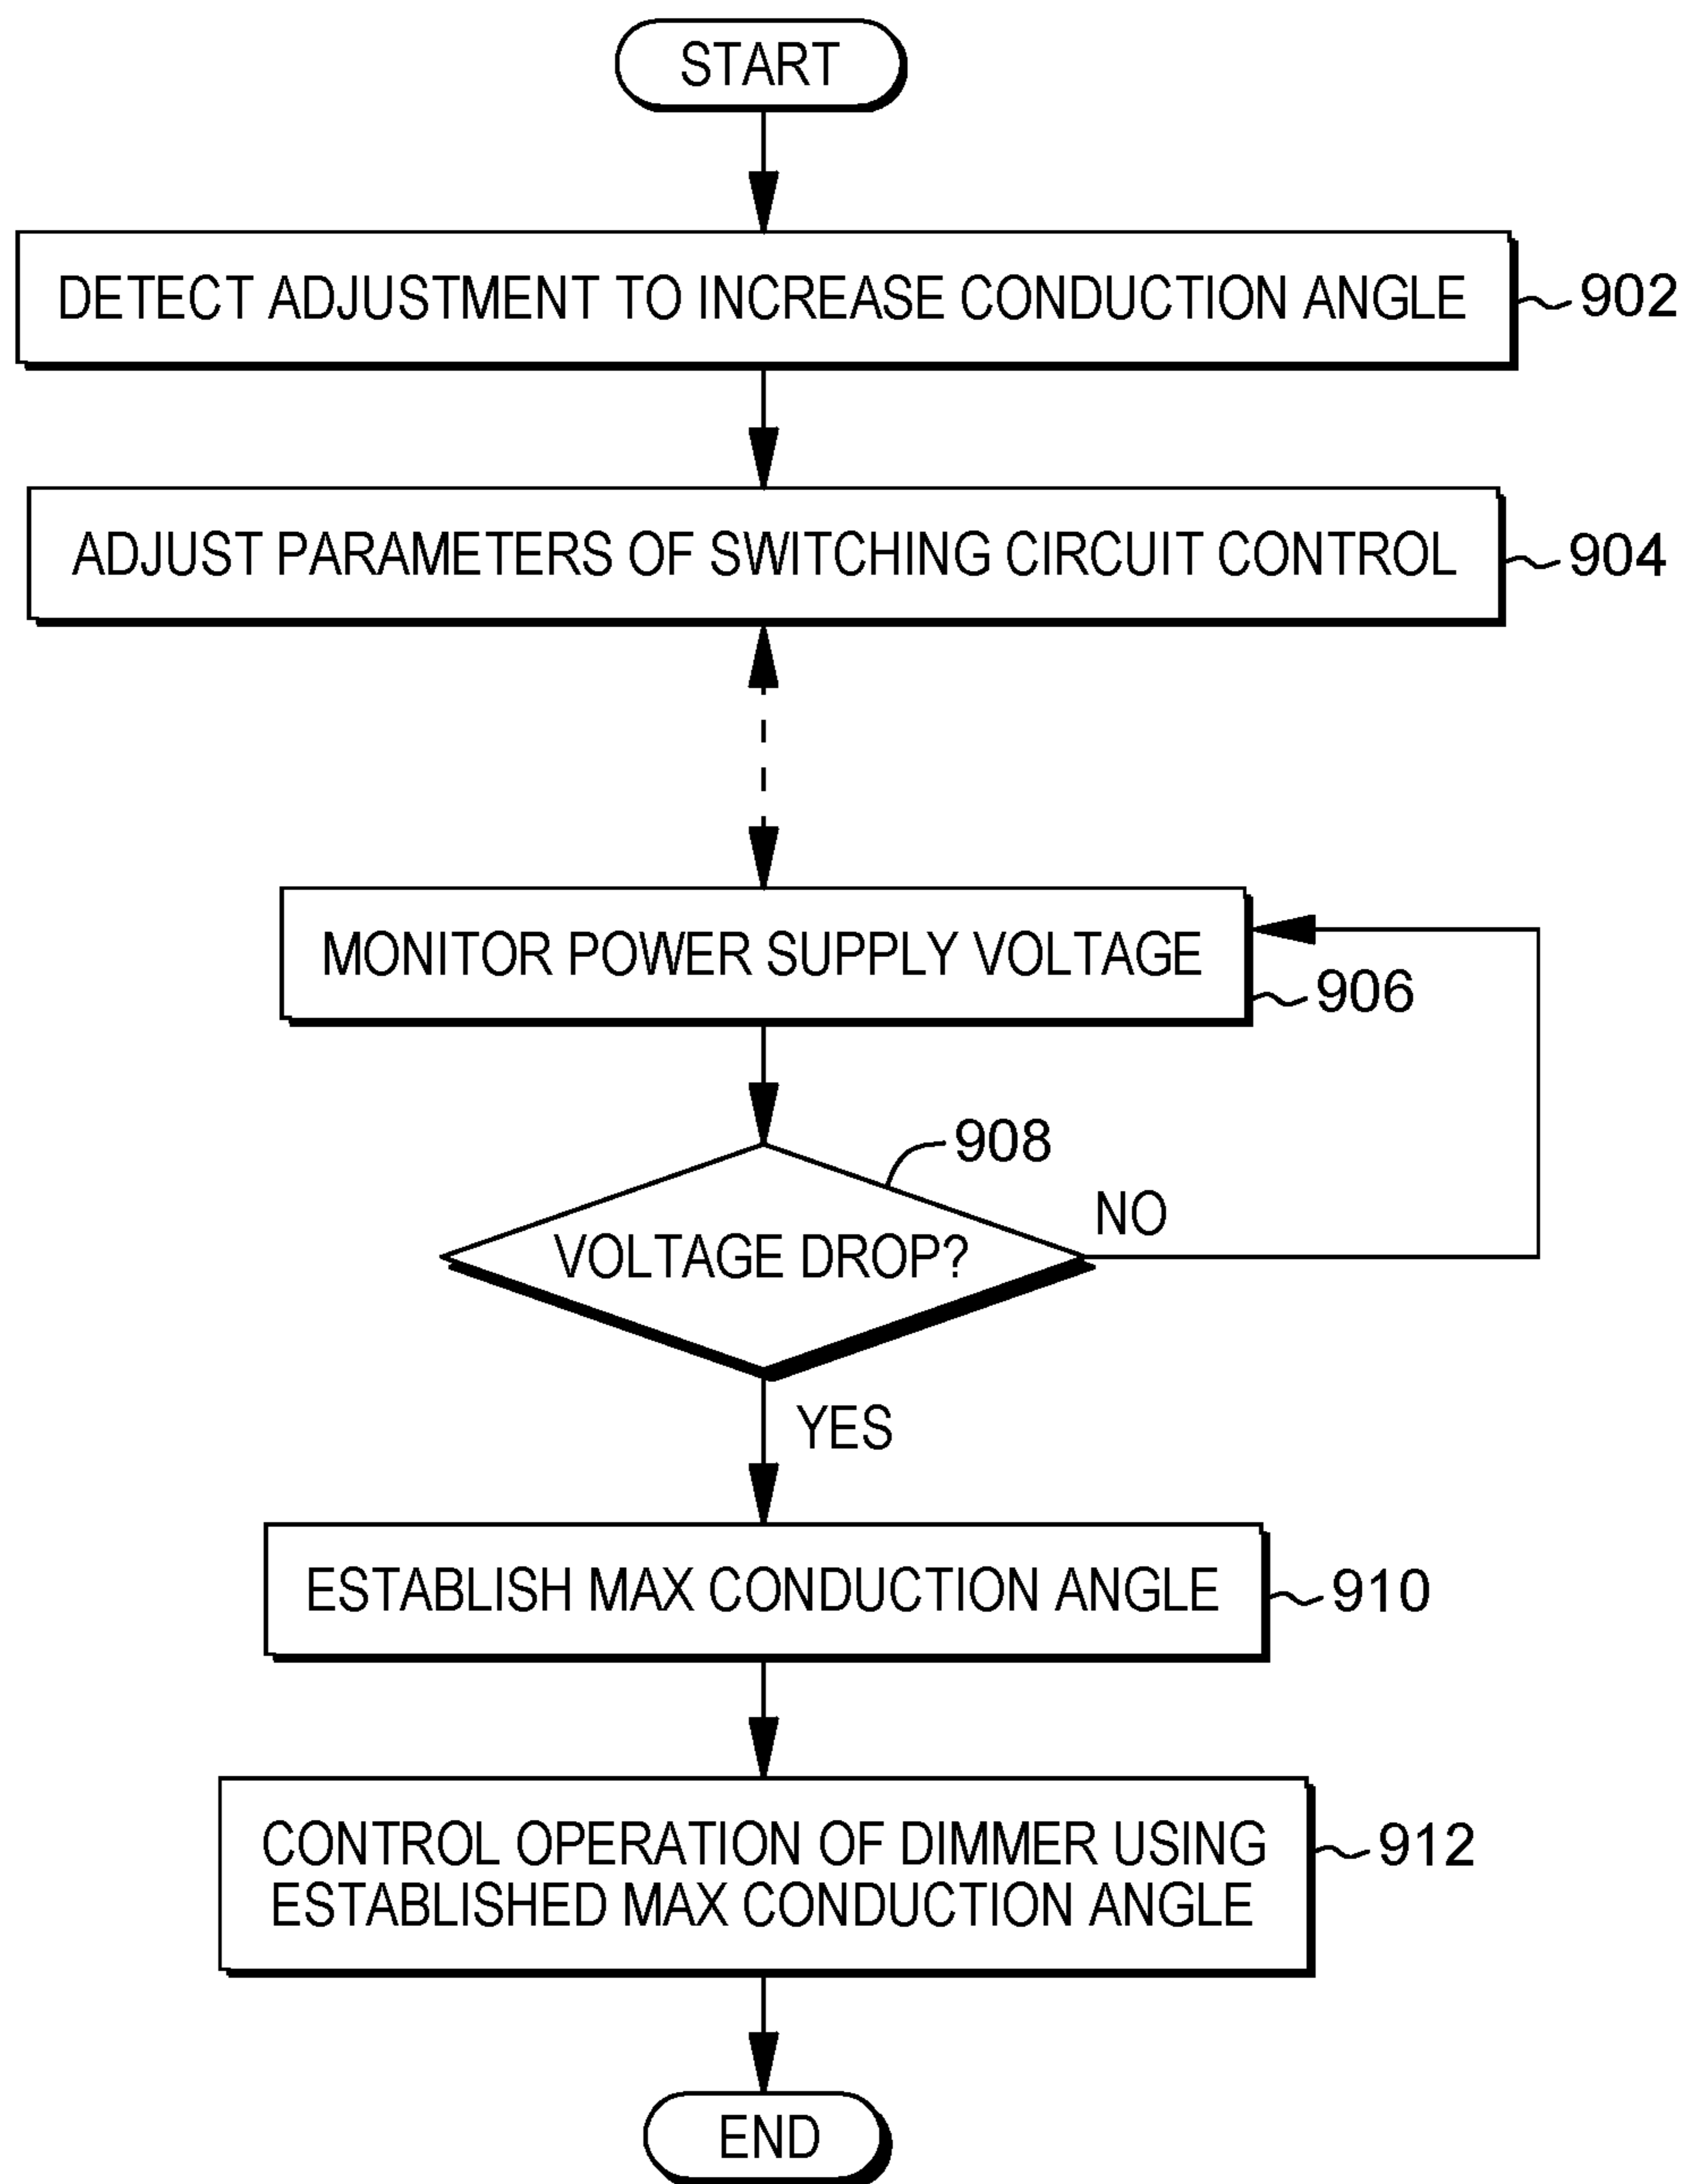 START
DETECT ADJUSTMENT TO INCREASE CONDUCTION ANGLE
902
ADJUST PARAMETERS OF SWITCHING CIRCUIT CONTROL
904
MONITOR POWER SUPPLY VOLTAGE
906
908
VOLTAGE DROP?
NO
YES
ESTABLISH MAX CONDUCTION ANGLE
910
CONTROL OPERATION OF DIMMER USING
ESTABLISHED MAX CONDUCTION ANGLE
912
END